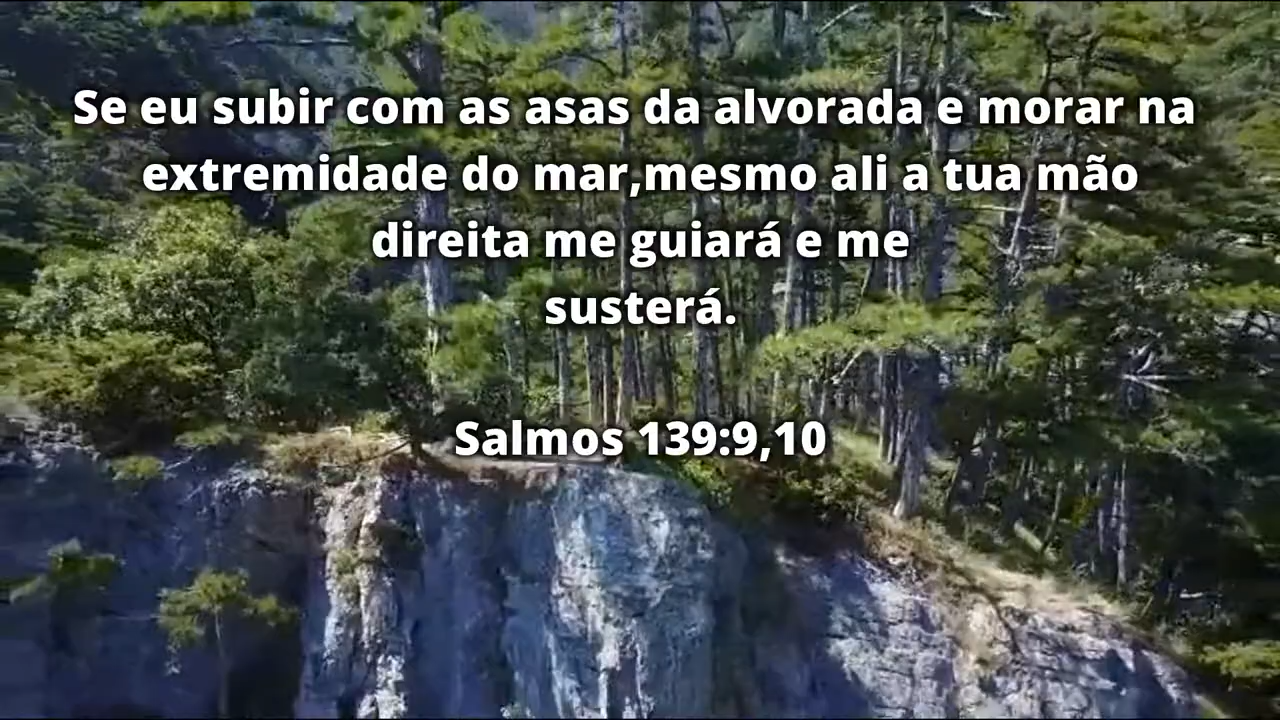 Se eu subir com as asas da alvorada e morar na
extremidade do mar,mesmo ali a tua mão
direita me guiará e me
susterá.
Salmos 139:9,10